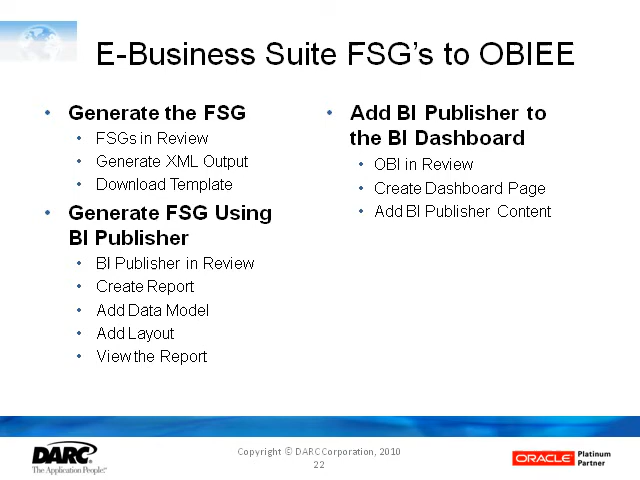 E-Business Suite FSG's to OBIEE
• Generate the FSG
• FSGs in Review
• Generate XML Output
• Download Template
• Generate FSG Using
BI Publisher
• BI Publisher in Review
• Create Report
• Add Data Model
• Add Layout
• View the Report
• Add BI Publisher to
the BI Dashboard
• OBI in Review
• Create Dashboard Page
• Add BI Publisher Content
DARC
The Application People.
Copyright © DARC Corporation, 2010
22
ORACLE
Platinum
Partner